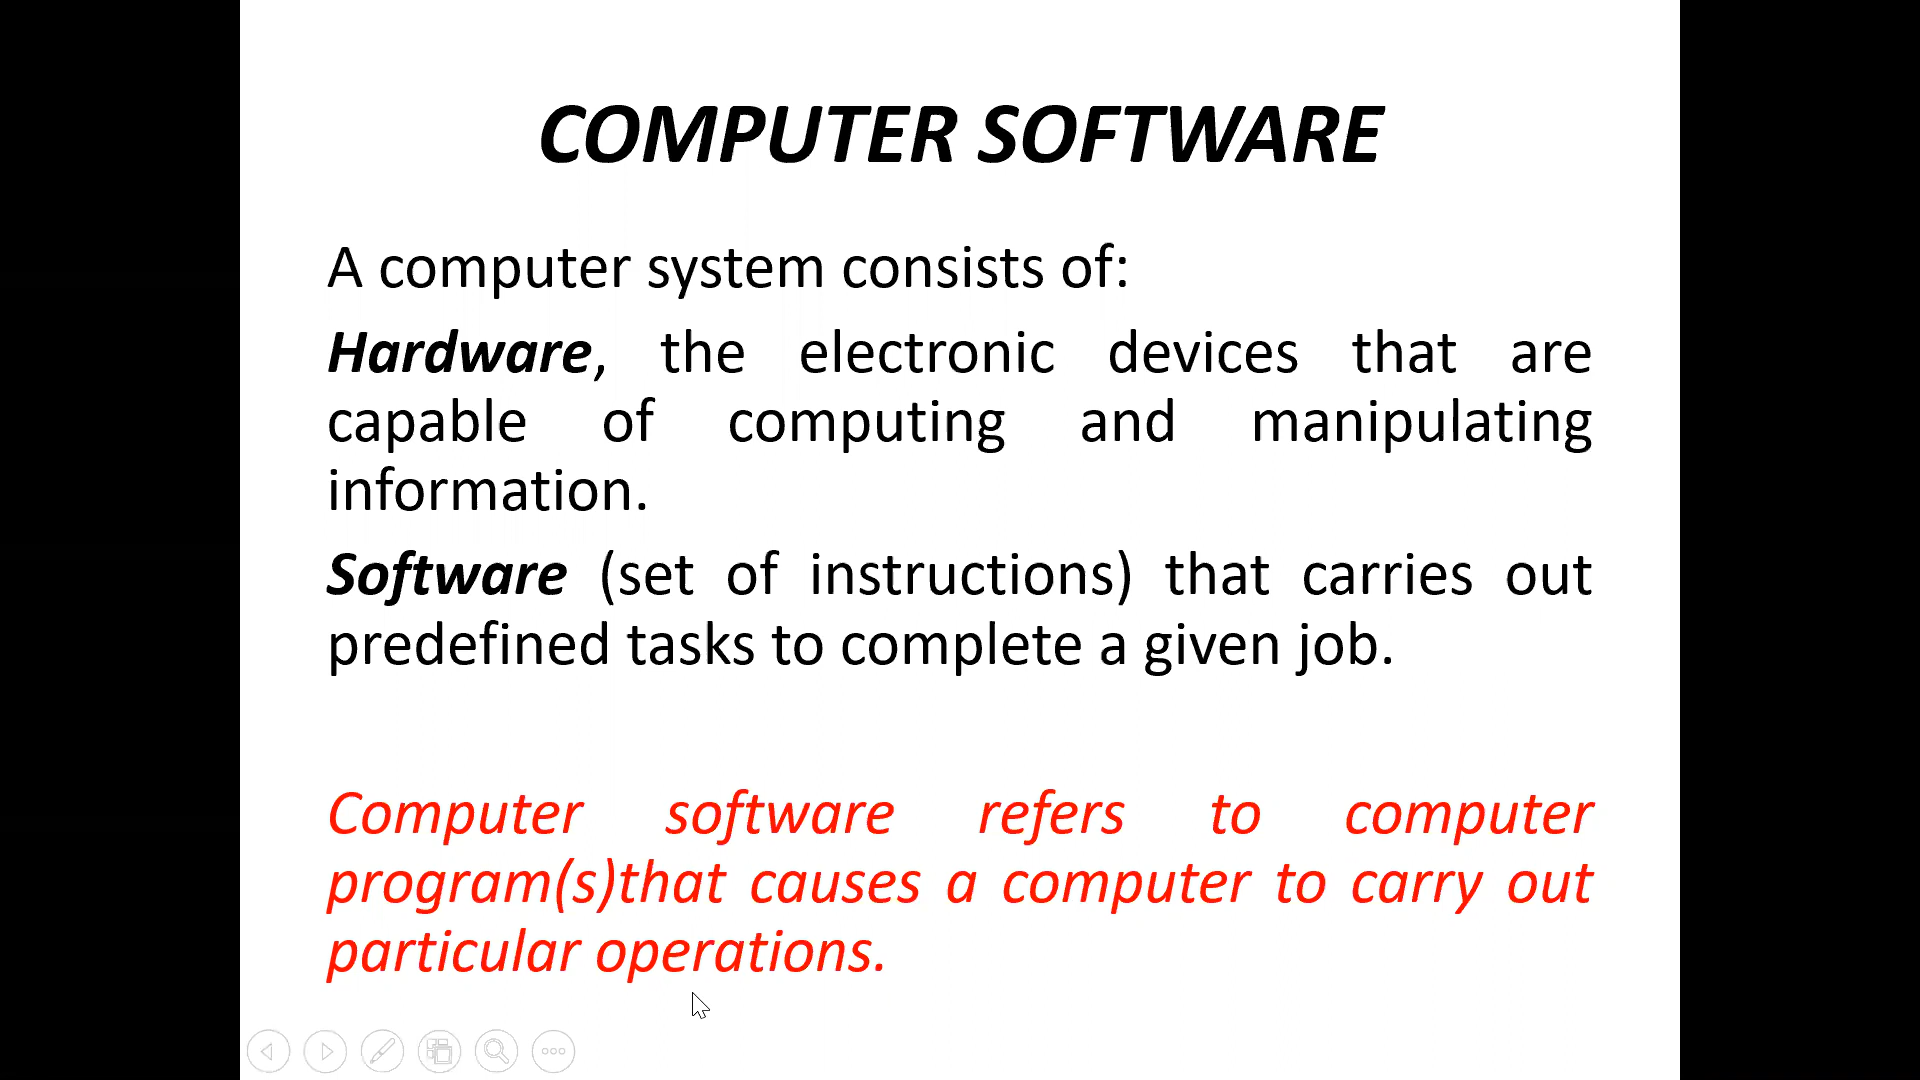 COMPUTER SOFTWARE
A computer system consists of:
Hardware, the electronic devices that are
capable of computing and manipulating
information.
Software (set of instructions) that carries out
predefined tasks to complete a given job.
Computer software refers to computer
program(s)that causes a computer to carry out
particular operations.